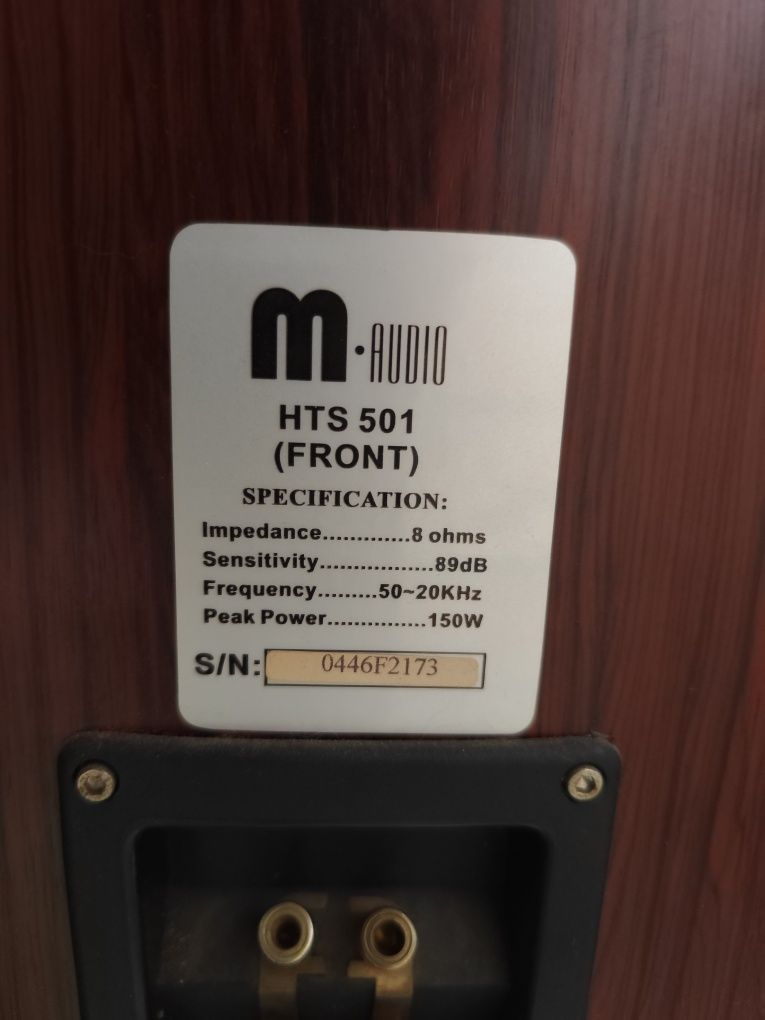 m·AUDIO
HTS 501
(FRONT)
SPECIFICATION:
Impedance.............8 ohms
Sensitivity.................89dB
Frequency.........50~20KHz
Peak Power...............150W
S/N: 0446F2173